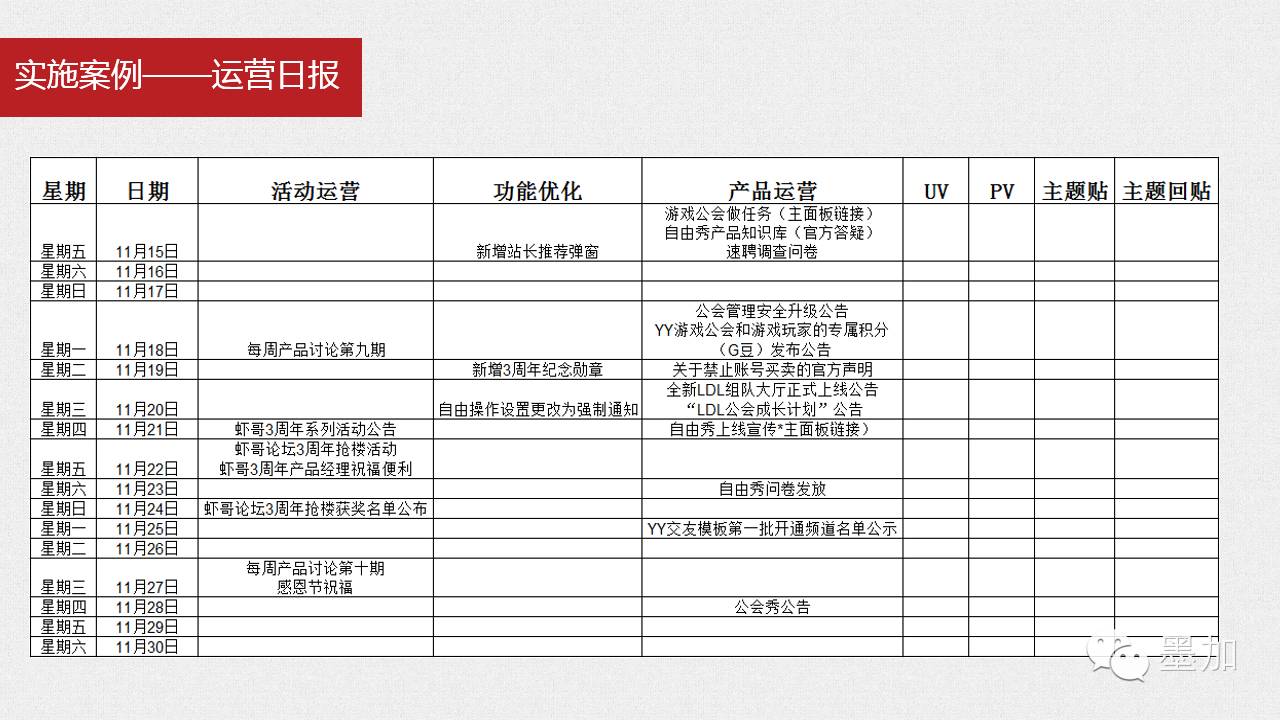 实施案例——运营日报
星期 日期 活动运营 功能优化 产品运营 UV PV 主题贴 主题回贴
游戏公会做任务（主面板链接）
自由秀产品知识库（官方答疑）
星期五 11月15日 新增站长推荐弹窗 速聘调查问卷
星期六 11月16日
星期日 11月17日
公会管理安全升级公告
YY游戏公会和游戏玩家的专属积分
星期一 11月18日 每周产品讨论第九期 （G豆）发布公告
星期二 11月19日 新增3周年纪念勋章 关于禁止账号买卖的官方声明
全新LDL组队大厅正式上线公告
星期三 11月20日 自由操作设置更改为强制通知 “LDL公会成长计划”公告
星期四 11月21日 虾哥3周年系列活动公告 自由秀上线宣传*主面板链接）
虾哥论坛3周年抢楼活动
星期五 11月22日 虾哥3周年产品经理祝福便利
星期六 11月23日 自由秀问卷发放
星期日 11月24日 虾哥论坛3周年抢楼获奖名单公布
星期一 11月25日 YY交友模板第一批开通频道名单公示
星期二 11月26日
每周产品讨论第十期
星期三 11月27日 感恩节祝福
星期四 11月28日 公会秀公告
星期五 11月29日
星期六 11月30日
墨加